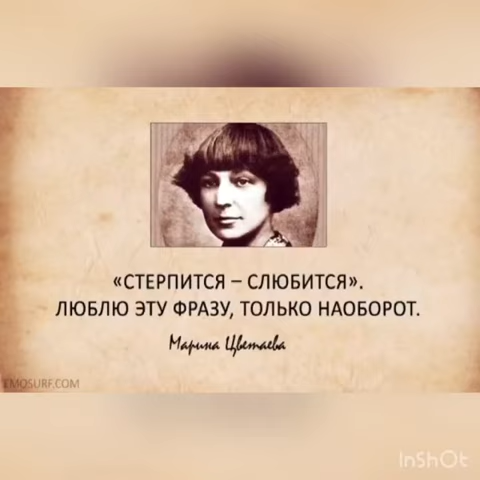 «СТЕРПИТСЯ – СЛЮБИТСЯ».
ЛЮБЛЮ ЭТУ ФРАЗУ, ТОЛЬКО НАОБОРОТ.
Марина Цветаева
EMOSURF.COM
InShOt